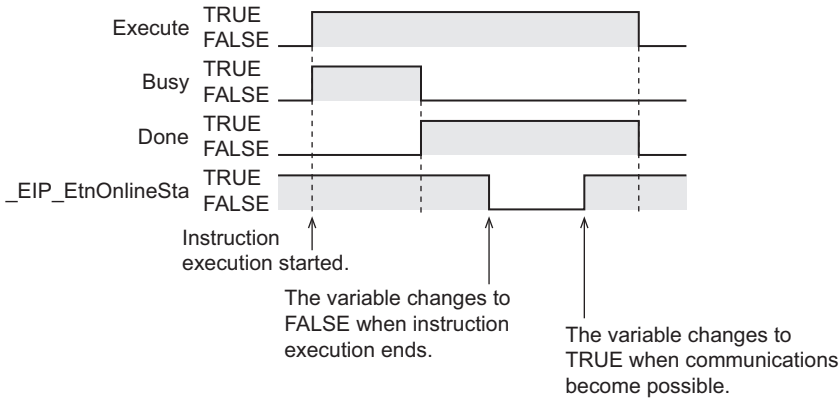 Execute TRUE
FALSE
Busy TRUE
FALSE
Done TRUE
FALSE
_EIP_EtnOnlineSta TRUE
FALSE
Instruction
execution started.
The variable changes to
FALSE when instruction
execution ends.
The variable changes to
TRUE when communications
become possible.